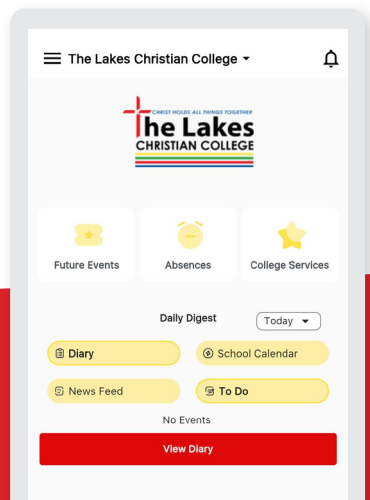 The Lakes Christian College
CHRIST HOLDS ALL THINGS TOGETHER
The Lakes
CHRISTIAN COLLEGE
Future Events Absences College Services
Daily Digest Today
Diary School Calendar
News Feed To Do
No Events
View Diary